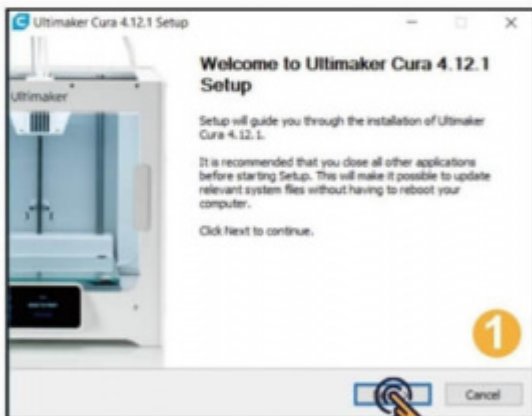 Ultimaker Cura 4.12.1 Setup
Ultimaker
Welcome to Ultimaker Cura 4.12.1
Setup
Setup will guide you through the installation of Ultimaker
Cura 4.12.1.
It is recommended that you close all other applications
before starting Setup. This will make it possible to update
relevant system files without having to reboot your
computer.
Click Next to continue.
1
Cancel